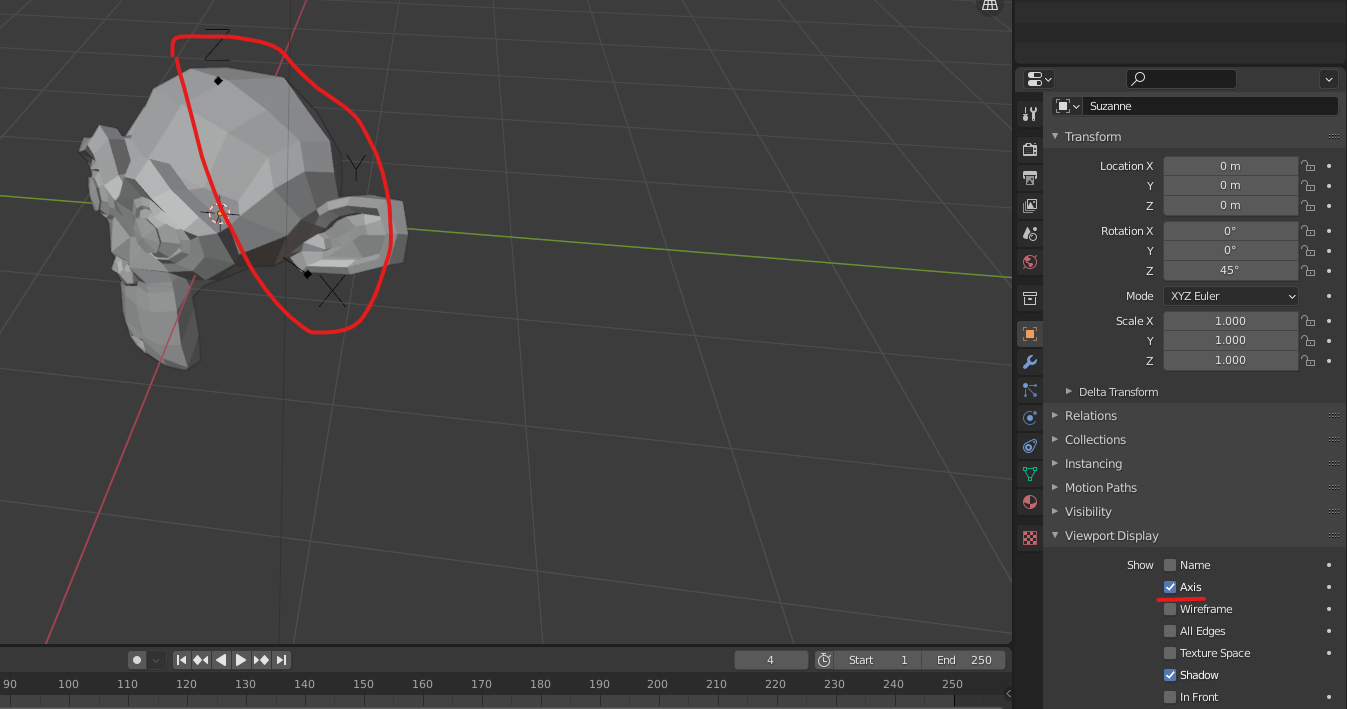 Z
Y
X
Suzanne
Transform
Location X 0 m
Y 0 m
Z 0 m
Rotation X 0°
Y 0°
Z 45°
Mode XYZ Euler
Scale X 1.000
Y 1.000
Z 1.000
Delta Transform
Relations
Collections
Instancing
Motion Paths
Visibility
Viewport Display
Show Name
Axis
Wireframe
All Edges
Texture Space
Shadow
In Front
4 Start 1 End 250
90 100 110 120 130 140 150 160 170 180 190 200 210 220 230 240 250